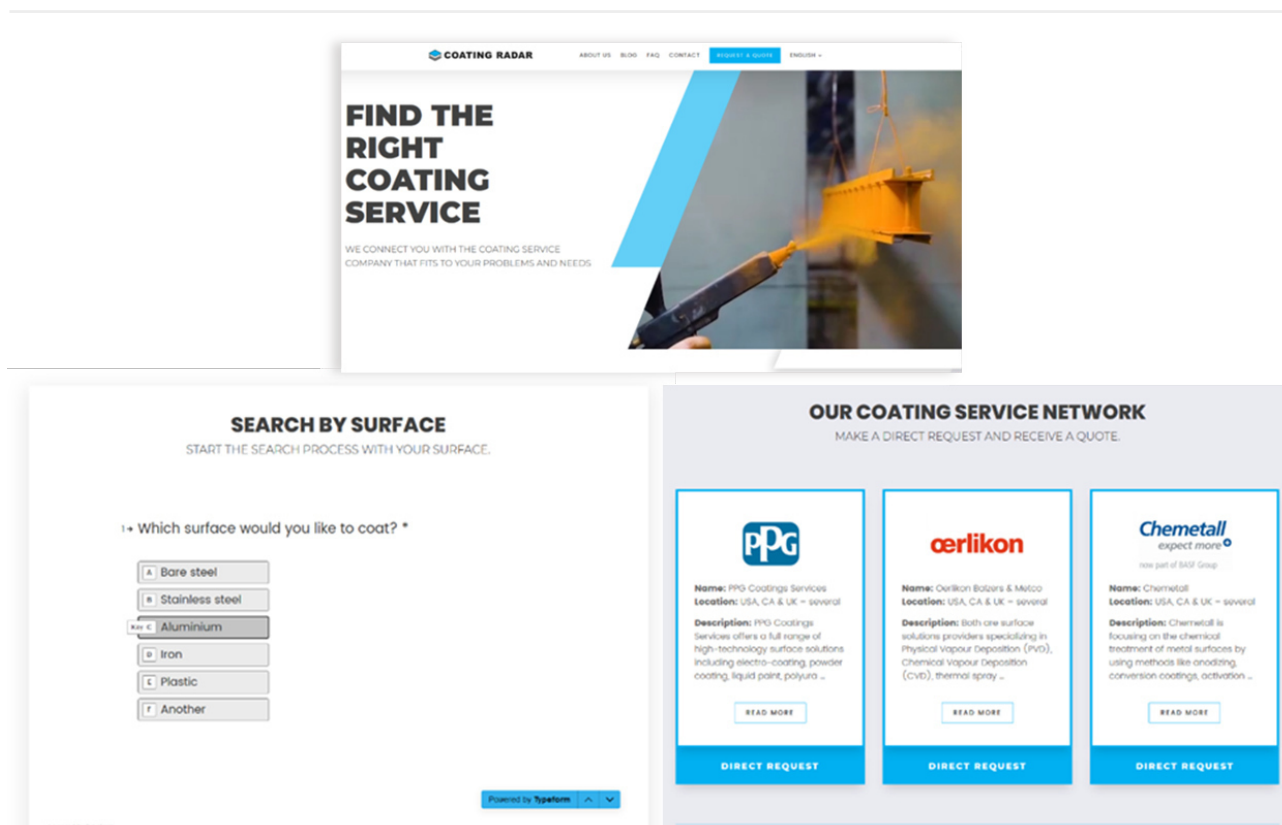 COATING RADAR
ABOUT US BLOG FAQ CONTACT REQUEST A QUOTE ENGLISH
FIND THE
RIGHT
COATING
SERVICE
WE CONNECT YOU WITH THE COATING SERVICE
COMPANY THAT FITS TO YOUR PROBLEMS AND NEEDS
SEARCH BY SURFACE
START THE SEARCH PROCESS WITH YOUR SURFACE.
1→ Which surface would you like to coat? *
A Bare steel
B Stainless steel
Key C Aluminium
D Iron
E Plastic
F Another
Powered by Typeform
OUR COATING SERVICE NETWORK
MAKE A DIRECT REQUEST AND RECEIVE A QUOTE.
PPG
Name: PPG Coatings Services
Location: USA, CA & UK – several
Description: PPG Coatings
Services offers a full range of
high-technology surface solutions
including electro-coating, powder
coating, liquid paint, polyura ...
READ MORE
DIRECT REQUEST
œrlikon
Name: Oerlikon Balzers & Metco
Location: USA, CA & UK – several
Description: Both are surface
solutions providers specializing in
Physical Vapour Deposition (PVD),
Chemical Vapour Deposition
(CVD), thermal spray ...
READ MORE
DIRECT REQUEST
Chemetall
expect more
now part of BASF Group
Name: Chemetall
Location: USA, CA & UK – several
Description: Chemetall is
focusing on the chemical
treatment of metal surfaces by
using methods like anodizing,
conversion coatings, activation ...
READ MORE
DIRECT REQUEST